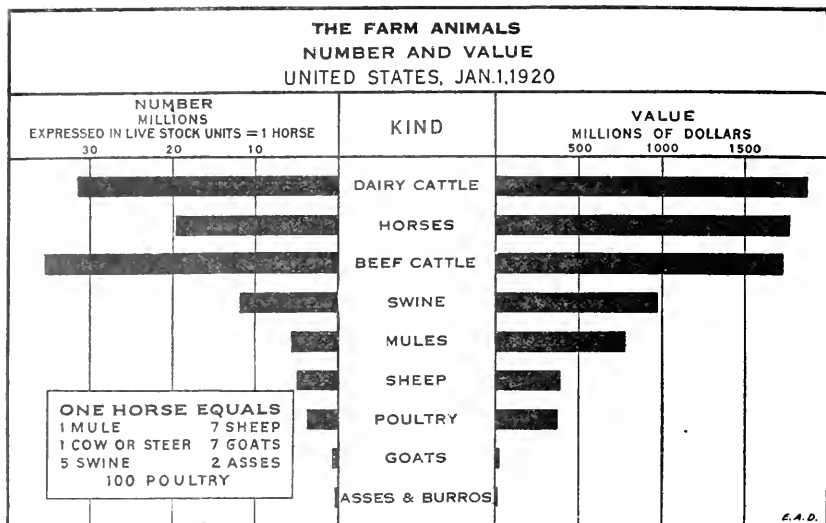 THE FARM ANIMALS
NUMBER AND VALUE
UNITED STATES, JAN.1,1920
NUMBER
MILLIONS
EXPRESSED IN LIVE STOCK UNITS = 1 HORSE
30 20 10
KIND
VALUE
MILLIONS OF DOLLARS
500 1000 1500
DAIRY CATTLE
HORSES
BEEF CATTLE
SWINE
MULES
SHEEP
POULTRY
GOATS
ASSES & BURROS
ONE HORSE EQUALS
1 MULE 7 SHEEP
1 COW OR STEER 7 GOATS
5 SWINE 2 ASSES
100 POULTRY
E.A.D.